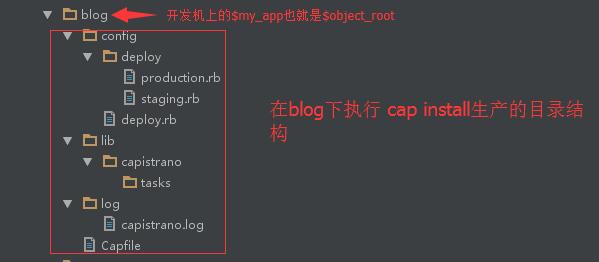 blog
开发机上的$my_app也就是$object_root
config
deploy
production.rb
staging.rb
deploy.rb
lib
capistrano
tasks
log
capistrano.log
Capfile
在blog下执行 cap install生产的目录结
构